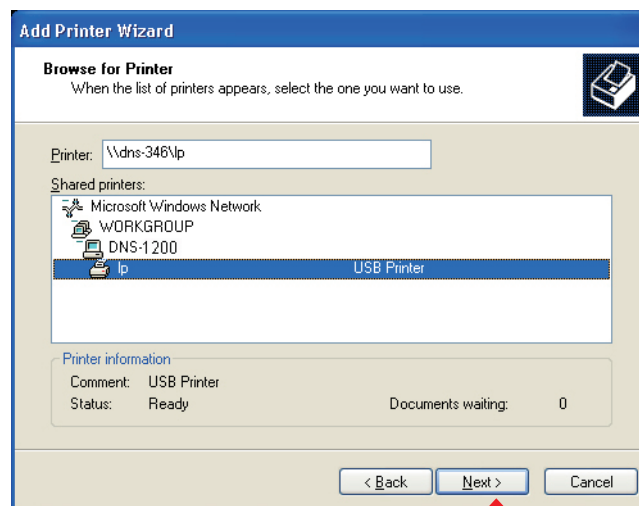 Add Printer Wizard
Browse for Printer
When the list of printers appears, select the one you want to use.
Printer: \\dns-346\lp
Shared printers:
Microsoft Windows Network
WORKGROUP
DNS-1200
lp USB Printer
Printer information
Comment: USB Printer
Status: Ready Documents waiting: 0
< Back Next > Cancel